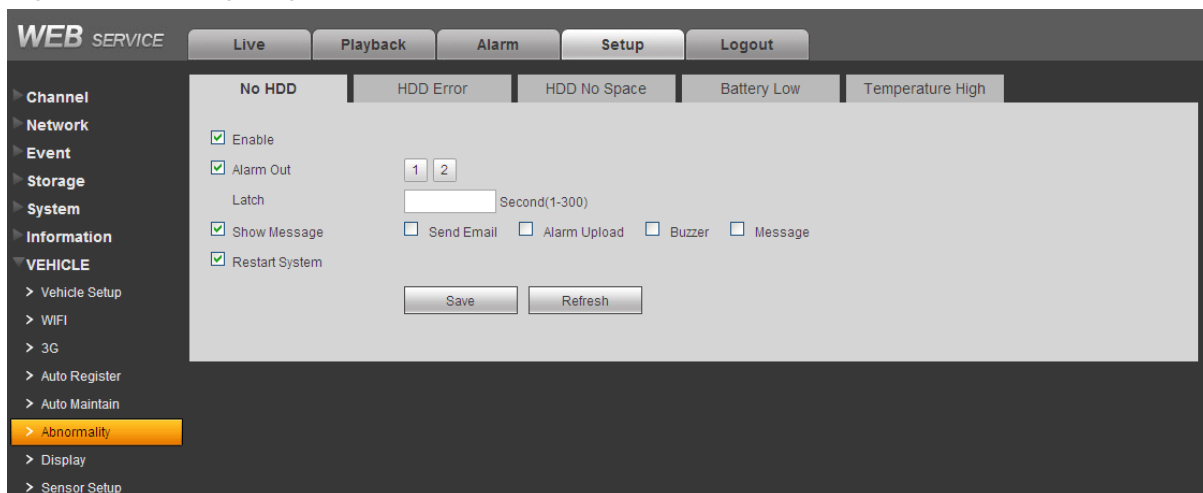 WEB SERVICE
Live Playback Alarm Setup Logout
No HDD HDD Error HDD No Space Battery Low Temperature High
Channel
Network
Event
Storage
System
Information
VEHICLE
> Vehicle Setup
> WIFI
> 3G
> Auto Register
> Auto Maintain
> Abnormality
> Display
> Sensor Setup
Enable
Alarm Out 1 2
Latch Second(1-300)
Show Message Send Email Alarm Upload Buzzer Message
Restart System
Save Refresh